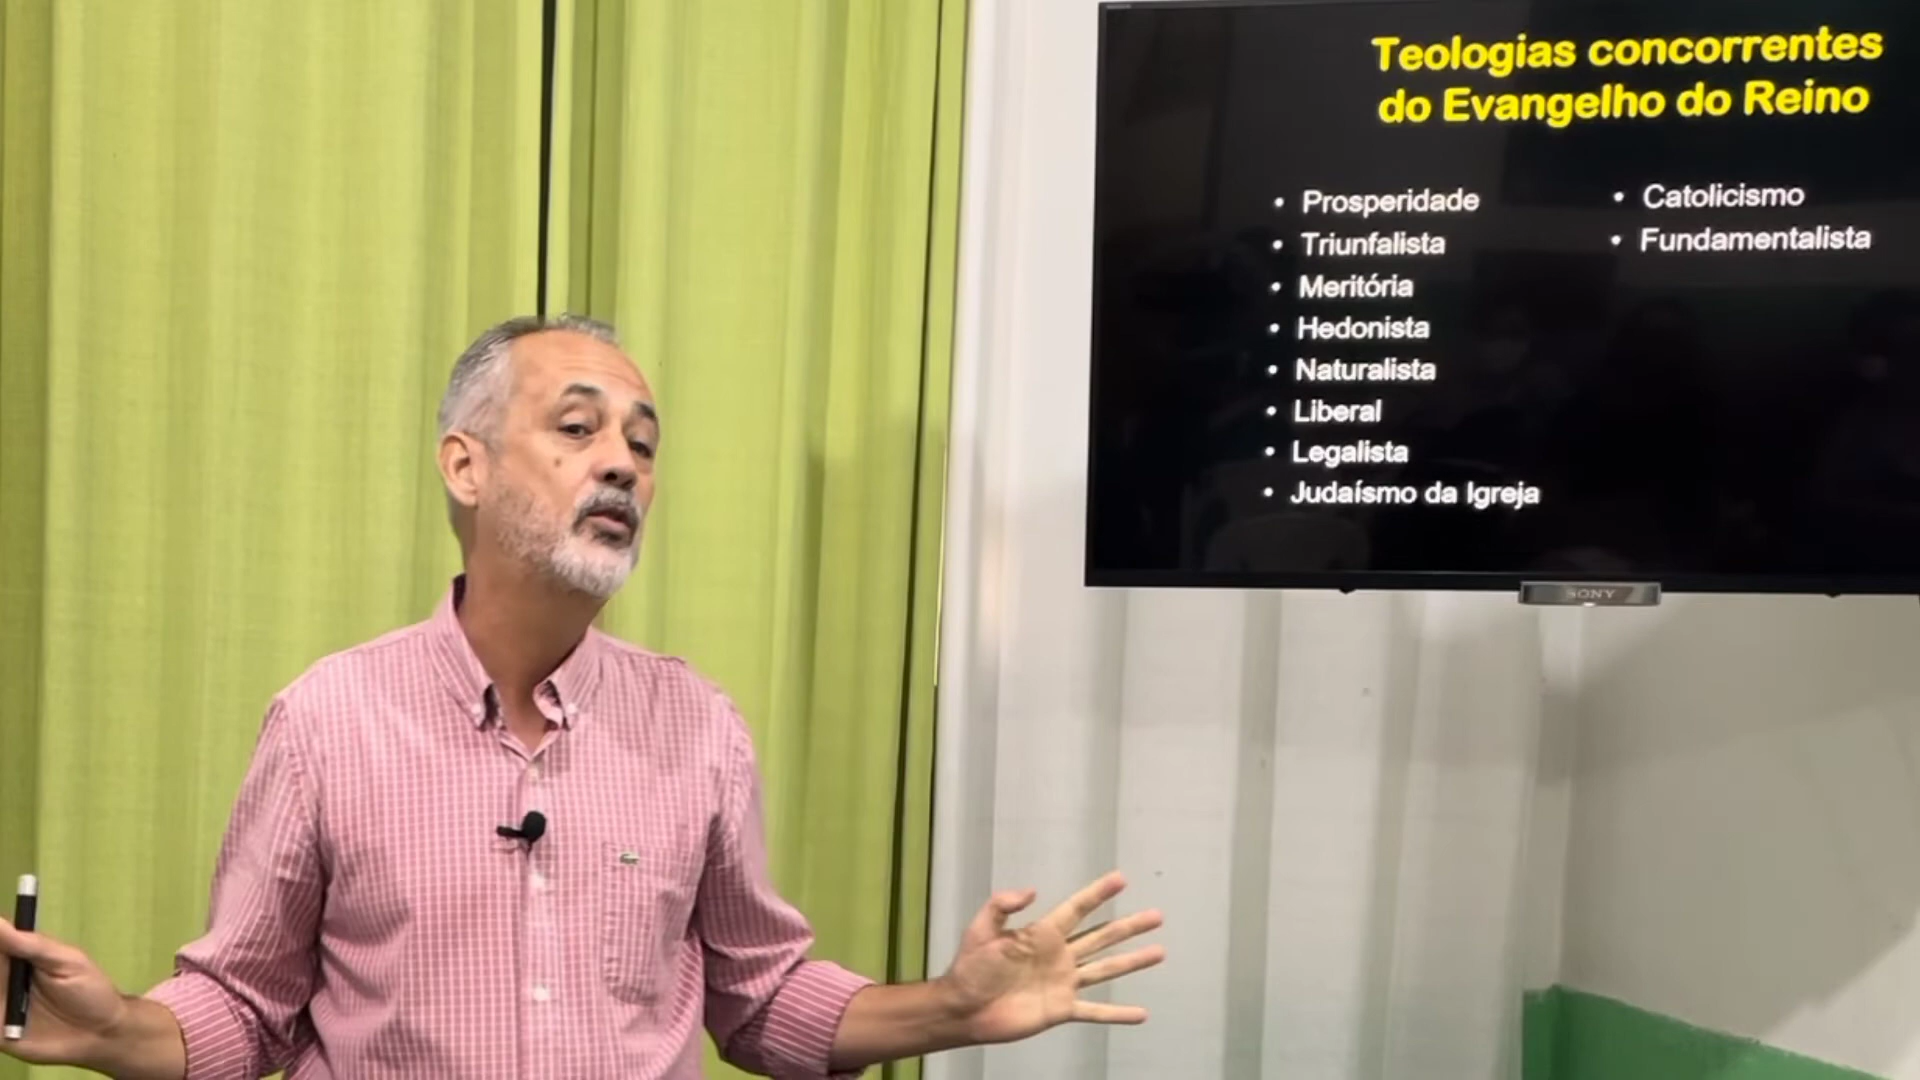 Teologias concorrentes
do Evangelho do Reino
• Prosperidade
• Triunfalista
• Meritória
• Hedonista
• Naturalista
• Liberal
• Legalista
• Judaísmo da Igreja
• Catolicismo
• Fundamentalista
SONY